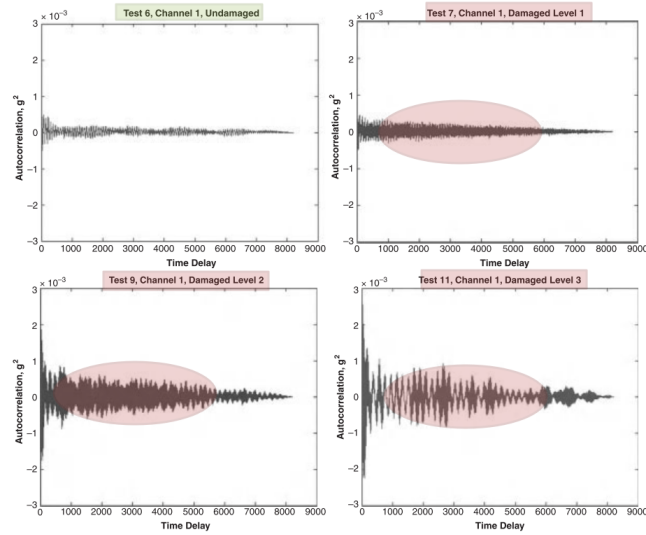 Test 6, Channel 1, Undamaged
× 10⁻³
3
2
1
0
−1
−2
−3
Autocorrelation, g²
0 1000 2000 3000 4000 5000 6000 7000 8000 9000
Time Delay
Test 7, Channel 1, Damaged Level 1
× 10⁻³
3
2
1
0
−1
−2
−3
Autocorrelation, g²
0 1000 2000 3000 4000 5000 6000 7000 8000 9000
Time Delay
Test 9, Channel 1, Damaged Level 2
× 10⁻³
3
2
1
0
−1
−2
−3
Autocorrelation, g²
0 1000 2000 3000 4000 5000 6000 7000 8000 9000
Time Delay
Test 11, Channel 1, Damaged Level 3
× 10⁻³
3
2
1
0
−1
−2
−3
Autocorrelation, g²
0 1000 2000 3000 4000 5000 6000 7000 8000 9000
Time Delay